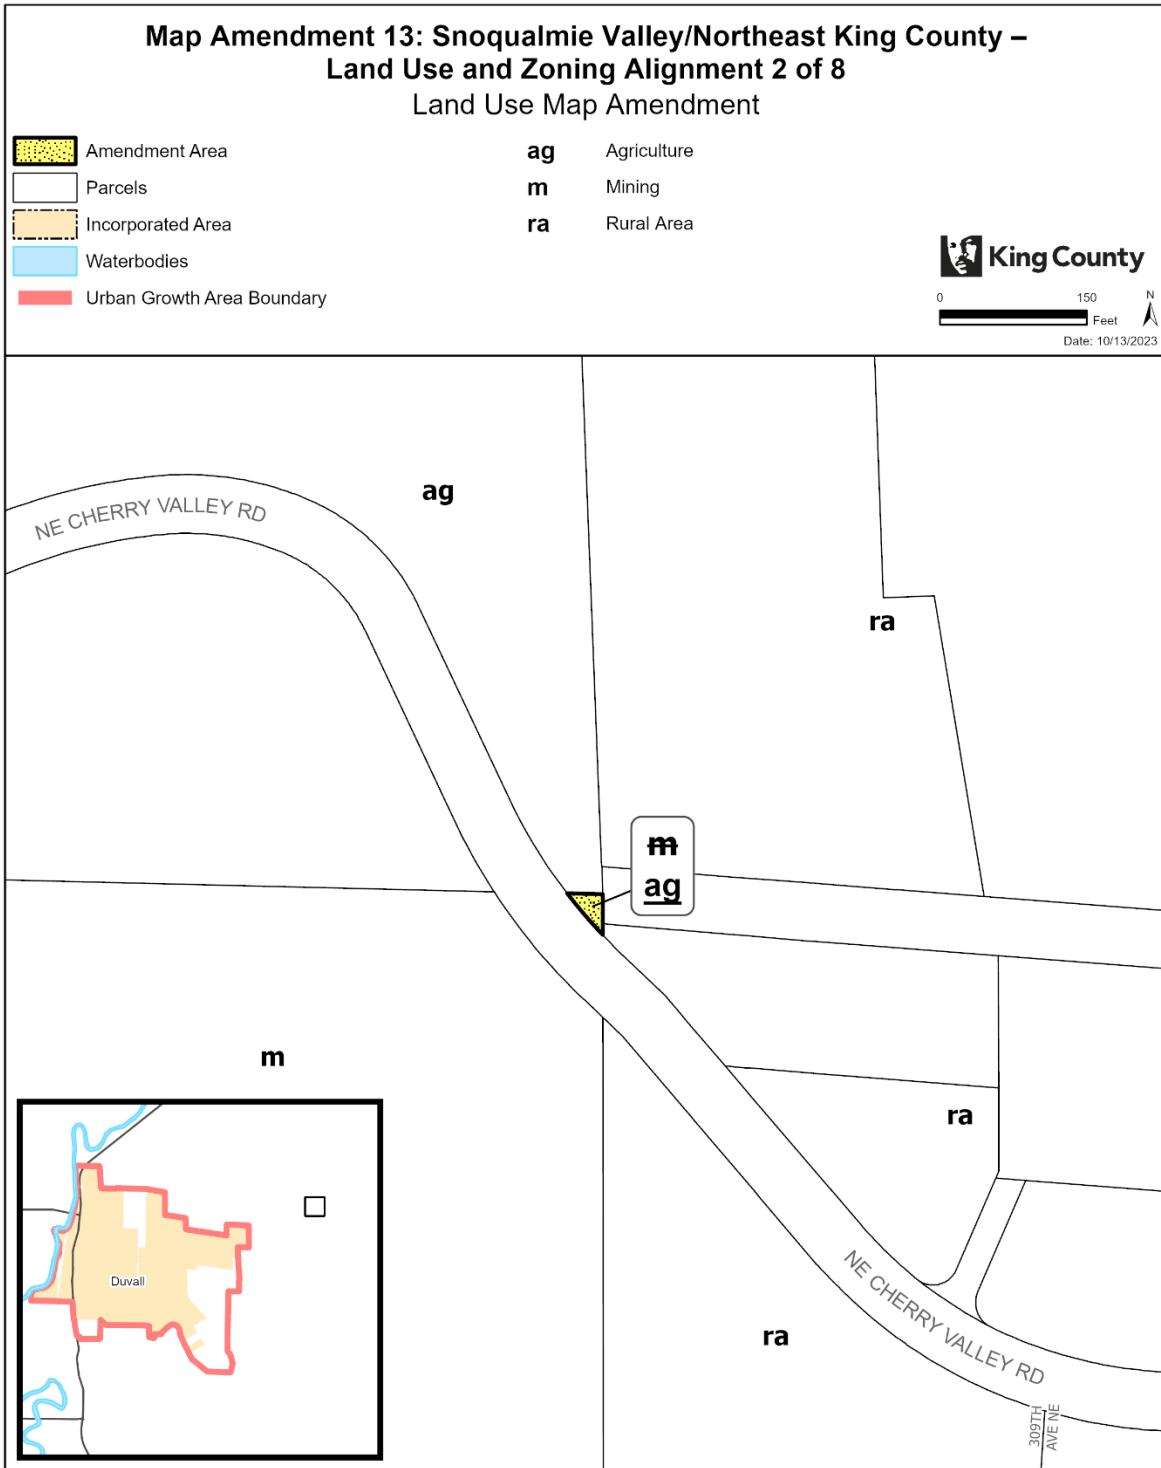 Map Amendment 13: Snoqualmie Valley/Northeast King County –
Land Use and Zoning Alignment 2 of 8
Land Use Map Amendment
Amendment Area
Parcels
Incorporated Area
Waterbodies
Urban Growth Area Boundary
ag Agriculture
m Mining
ra Rural Area
King County
0 150
Feet
N
Date: 10/13/2023
ag
NE CHERRY VALLEY RD
ra
m
ag
m
ra
Duvall
NE CHERRY VALLEY RD
ra
309TH
AVE NE